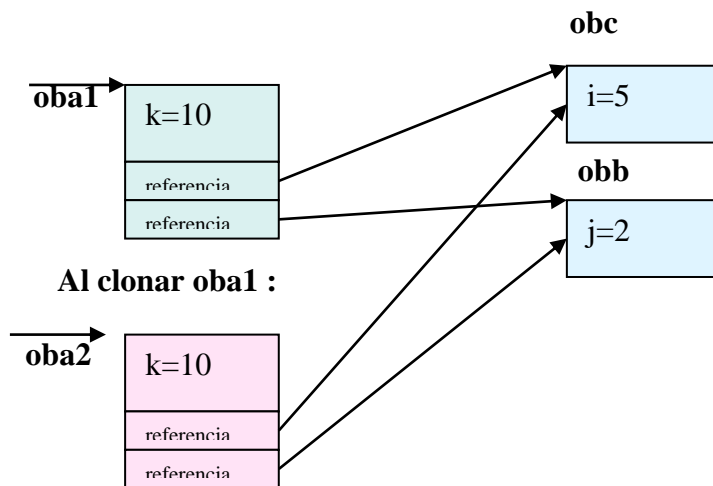 obc
oba1
k=10
i=5
referencia
referencia
obb
j=2
Al clonar oba1 :
oba2
k=10
referencia
referencia